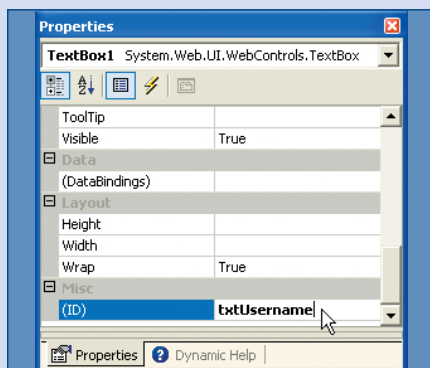 Properties
TextBox1 System.Web.UI.WebControls.TextBox
ToolTip
Visible True
Data
(DataBindings)
Layout
Height
Width
Wrap True
Misc
(ID) txtUsername
Properties Dynamic Help